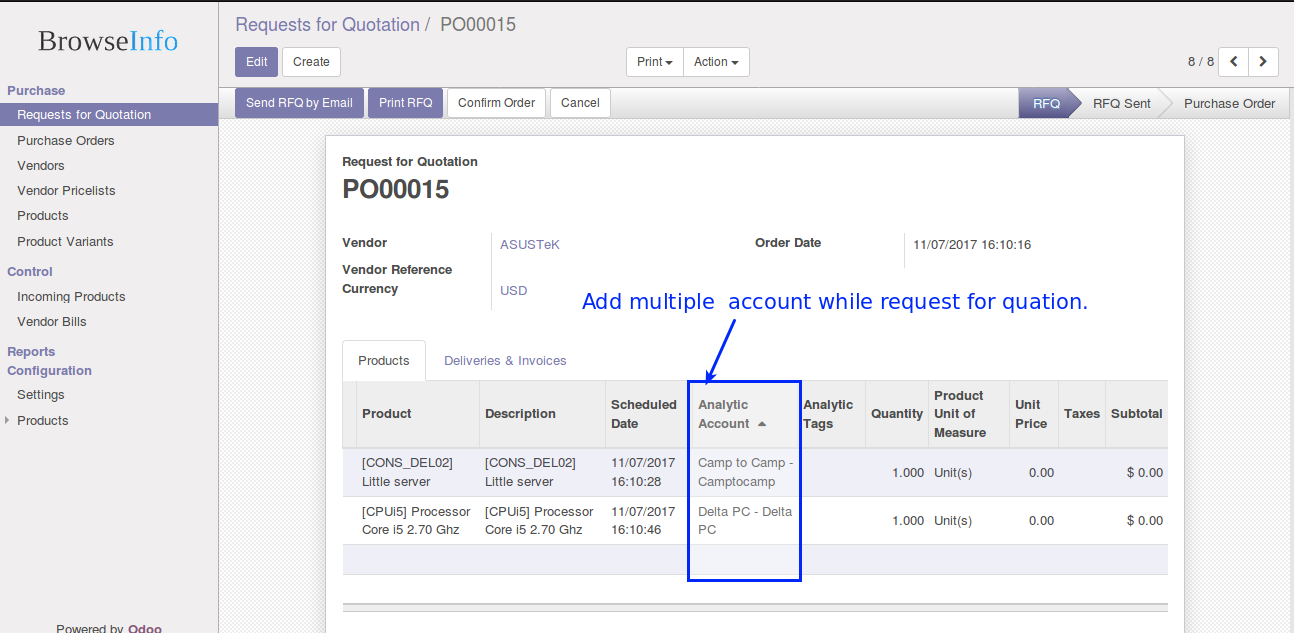 BrowseInfo
Purchase
Requests for Quotation
Purchase Orders
Vendors
Vendor Pricelists
Products
Product Variants
Control
Incoming Products
Vendor Bills
Reports
Configuration
Settings
Products
Powered by Odoo
Requests for Quotation / PO00015
Edit Create Print Action 8 / 8
Send RFQ by Email Print RFQ Confirm Order Cancel RFQ RFQ Sent Purchase Order
Request for Quotation
PO00015
Vendor ASUSTeK Order Date 11/07/2017 16:10:16
Vendor Reference
Currency USD
Add multiple account while request for quation.
Products Deliveries & Invoices
Product Description Scheduled Date Analytic Account Analytic Tags Quantity Product Unit of Measure Unit Price Taxes Subtotal
[CONS_DEL02] [CONS_DEL02] 11/07/2017 Camp to Camp - 1.000 Unit(s) 0.00 $ 0.00
Little server Little server 16:10:28 Camptocamp
[CPUi5] Processor [CPUi5] Processor 11/07/2017 Delta PC - Delta 1.000 Unit(s) 0.00 $ 0.00
Core i5 2.70 Ghz Core i5 2.70 Ghz 16:10:46 PC